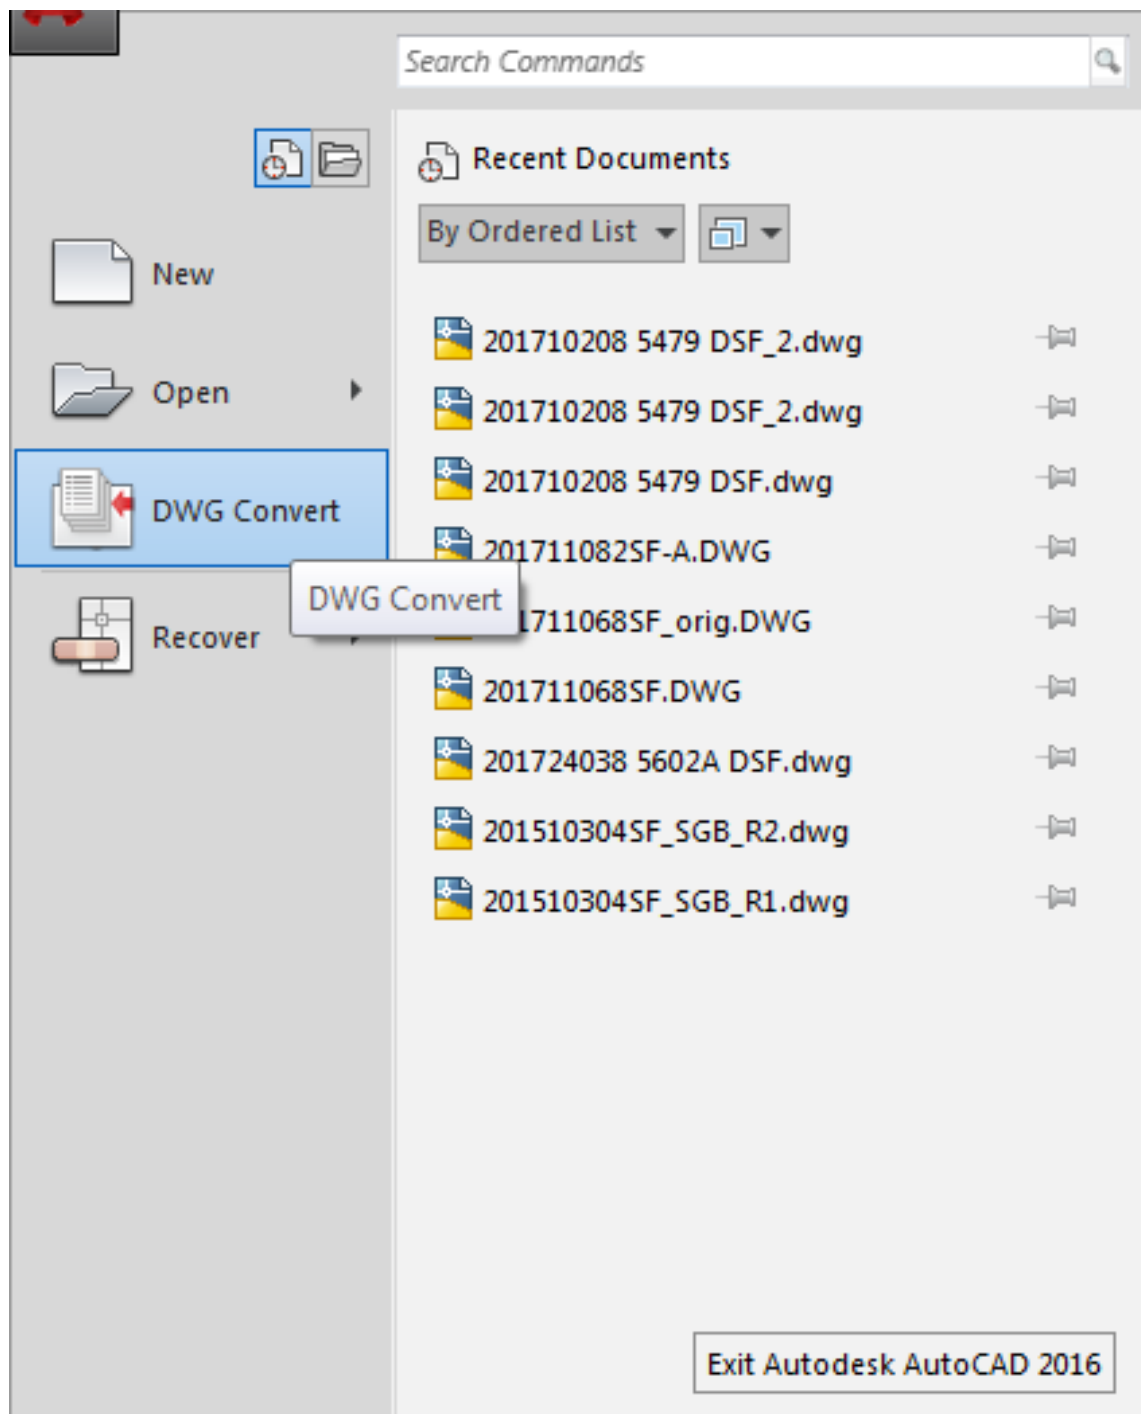 Search Commands
Recent Documents
By Ordered List
New
Open
DWG Convert
DWG Convert
Recover
201710208 5479 DSF_2.dwg
201710208 5479 DSF_2.dwg
201710208 5479 DSF.dwg
201711082SF-A.DWG
1711068SF_orig.DWG
201711068SF.DWG
201724038 5602A DSF.dwg
201510304SF_SGB_R2.dwg
201510304SF_SGB_R1.dwg
Exit Autodesk AutoCAD 2016